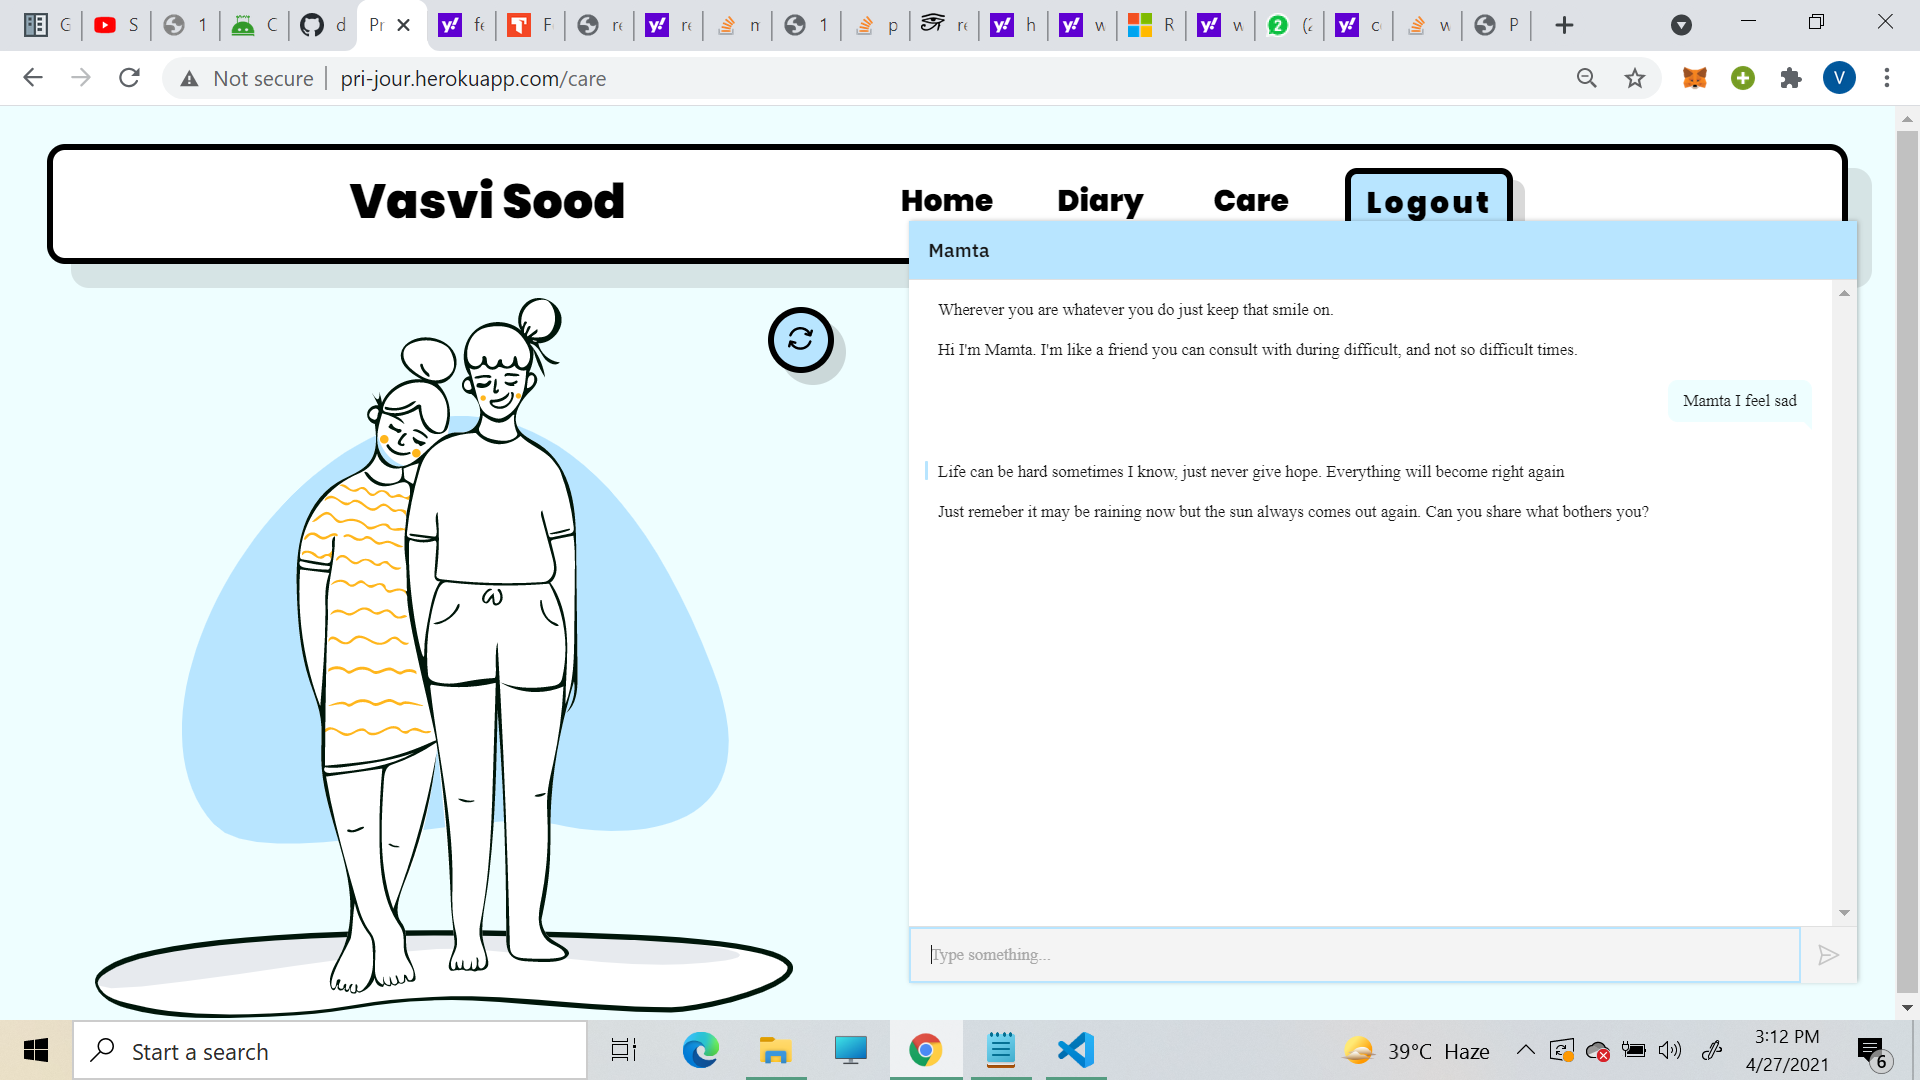 G
S
1
C
d
Pr
fe
F
re
re
m
1
p
re
h
w
R
w
(2
c
w
P
Not secure
pri-jour.herokuapp.com/care
V
Vasvi Sood
Home
Diary
Care
Logout
Mamta
Wherever you are whatever you do just keep that smile on.
Hi I'm Mamta. I'm like a friend you can consult with during difficult, and not so difficult times.
Mamta I feel sad
Life can be hard sometimes I know, just never give hope. Everything will become right again
Just remeber it may be raining now but the sun always comes out again. Can you share what bothers you?
Type something...
Start a search
39°C Haze
3:12 PM
4/27/2021
6